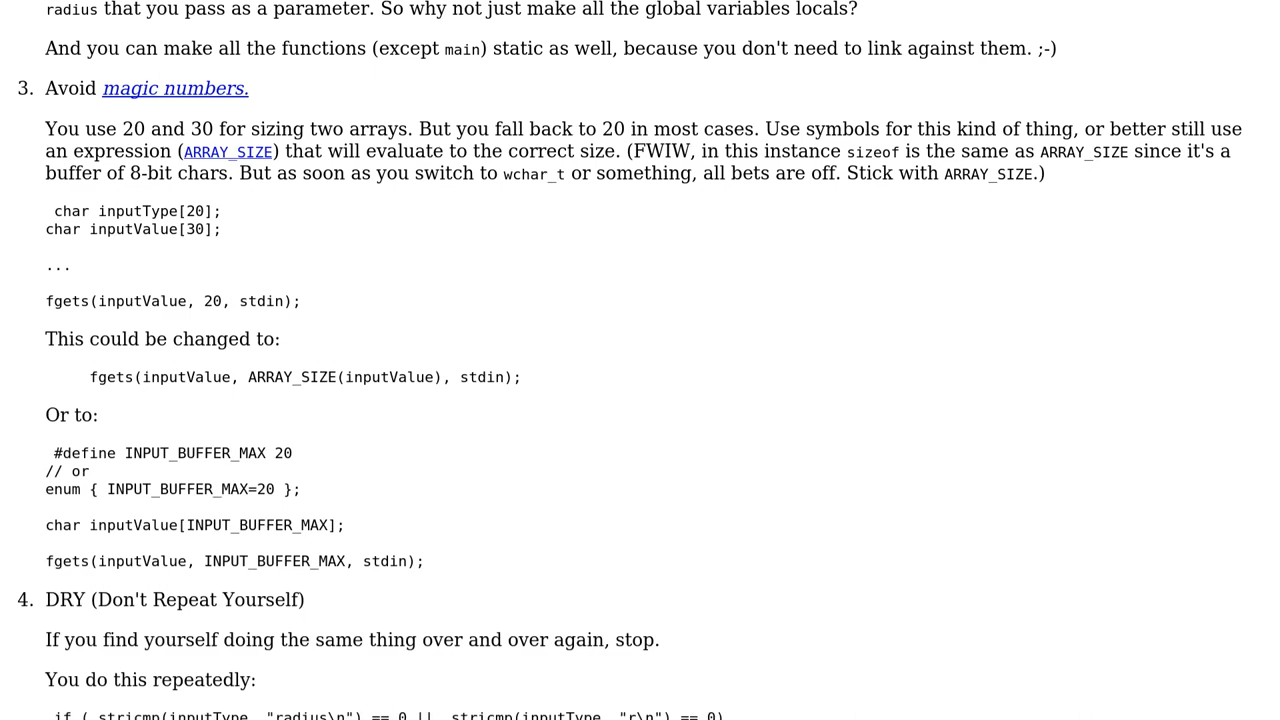 radius that you pass as a parameter. So why not just make all the global variables locals?
And you can make all the functions (except main) static as well, because you don't need to link against them. ;-)
3. Avoid magic numbers.
You use 20 and 30 for sizing two arrays. But you fall back to 20 in most cases. Use symbols for this kind of thing, or better still use
an expression (ARRAY_SIZE) that will evaluate to the correct size. (FWIW, in this instance sizeof is the same as ARRAY_SIZE since it's a
buffer of 8-bit chars. But as soon as you switch to wchar_t or something, all bets are off. Stick with ARRAY_SIZE.)
char inputType[20];
char inputValue[30];
...
fgets(inputValue, 20, stdin);
This could be changed to:
fgets(inputValue, ARRAY_SIZE(inputValue), stdin);
Or to:
#define INPUT_BUFFER_MAX 20
// or
enum { INPUT_BUFFER_MAX=20 };
char inputValue[INPUT_BUFFER_MAX];
fgets(inputValue, INPUT_BUFFER_MAX, stdin);
4. DRY (Don't Repeat Yourself)
If you find yourself doing the same thing over and over again, stop.
You do this repeatedly:
if ( stricmp(inputType, "radius\n") == 0 || stricmp(inputType, "r\n") == 0)